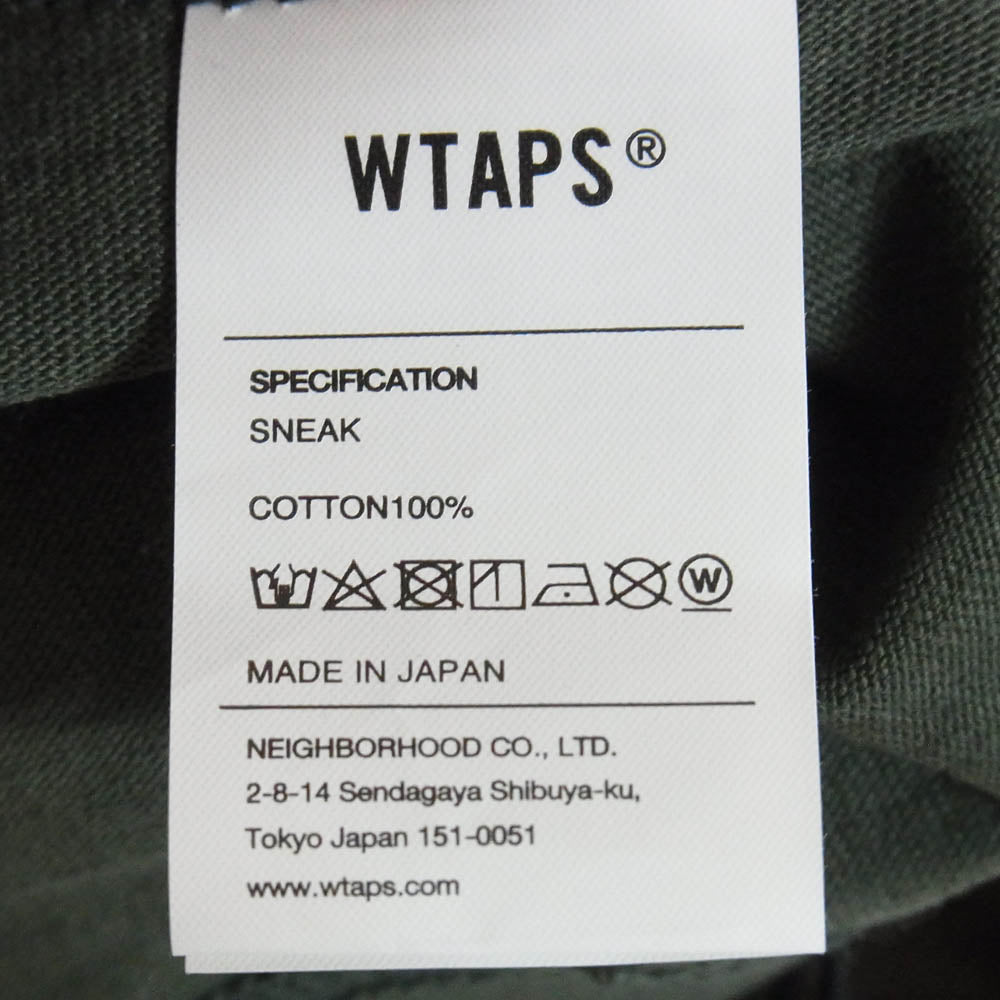 WTAPS®
SPECIFICATION
SNEAK
COTTON100%
W
MADE IN JAPAN
NEIGHBORHOOD CO., LTD.
2-8-14 Sendagaya Shibuya-ku,
Tokyo Japan 151-0051
www.wtaps.com